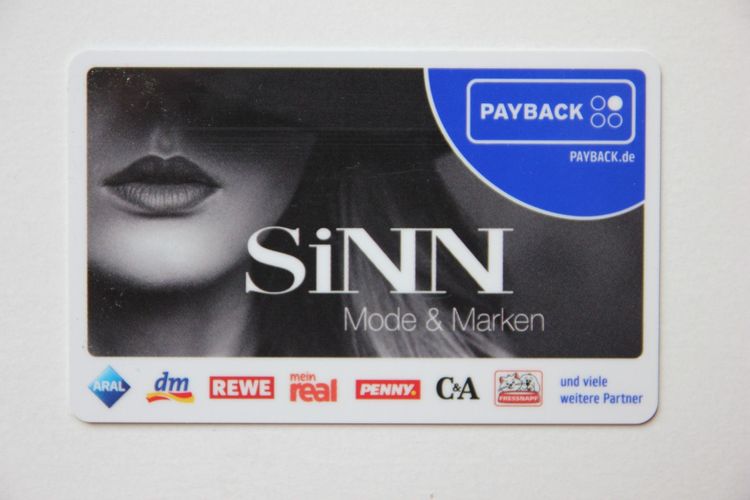 PAYBACK
PAYBACK.de
SiNN
Mode & Marken
ARAL
dm
REWE
mein
real
PENNY.
C&A
FRESSNAPF
und viele
weitere Partner